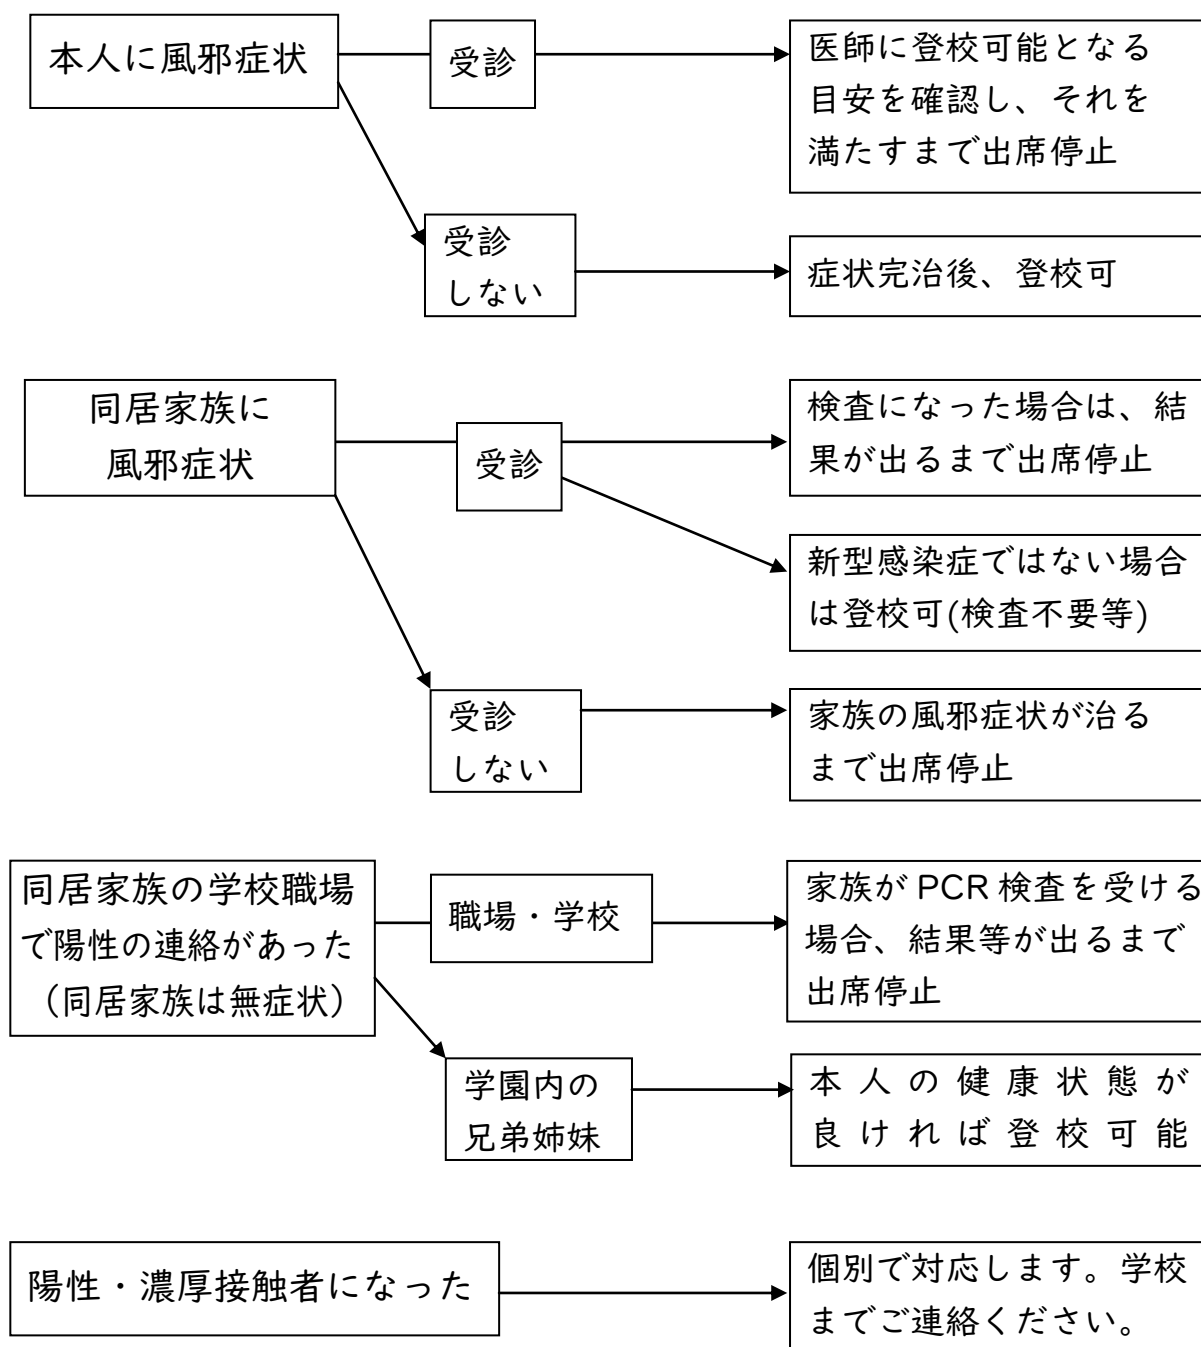 本人に風邪症状
受診
医師に登校可能となる
目安を確認し、それを
満たすまで出席停止
受診
しない
症状完治後、登校可
同居家族に
風邪症状
受診
検査になった場合は、結
果が出るまで出席停止
新型感染症ではない場合
は登校可(検査不要等)
受診
しない
家族の風邪症状が治る
まで出席停止
同居家族の学校職場
で陽性の連絡があった
（同居家族は無症状）
職場・学校
家族が PCR 検査を受ける
場合、結果等が出るまで
出席停止
学園内の
兄弟姉妹
本人の健康状態が
良ければ登校可能
陽性・濃厚接触者になった
個別で対応します。学校
までご連絡ください。